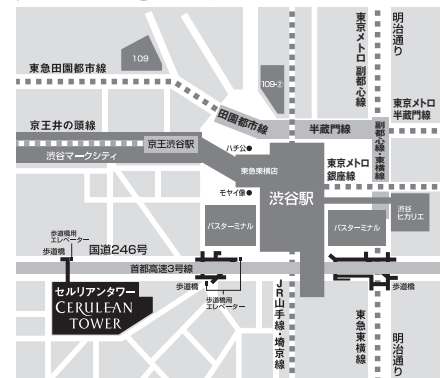 109
109-②
東急田園都市線
東京メトロ 副都心線
明治通り
田園都市線
半蔵門線
副都心線・東横線
東京メトロ
半蔵門線
京王井の頭線
京王渋谷駅
渋谷マークシティ
ハチ公●
東急東横店
モヤイ像●
渋谷駅
東京メトロ
銀座線
渋谷
ヒカリエ
バスターミナル
バスターミナル
歩道橋用
エレベーター
歩道橋
国道246号
首都高速3号線
セルリアンタワー
CERULEAN
TOWER
歩道橋
歩道橋用
エレベーター
歩道橋
JR山手線・埼京線
東急東横線
明治通り